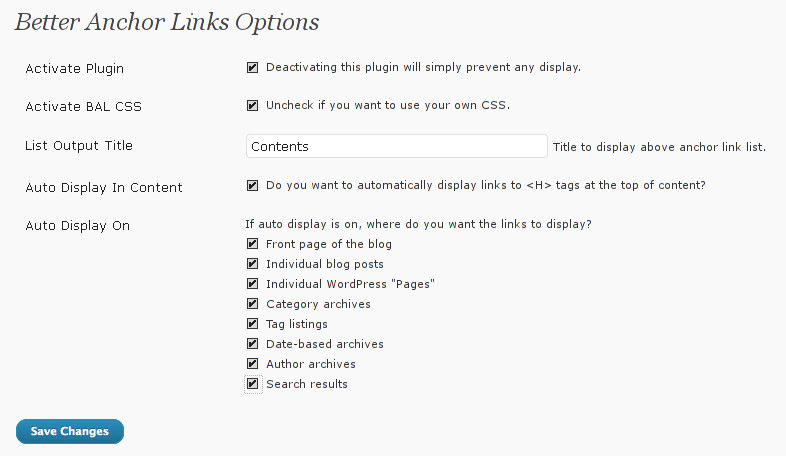 Better Anchor Links Options
Activate Plugin Deactivating this plugin will simply prevent any display.
Activate BAL CSS Uncheck if you want to use your own CSS.
List Output Title Contents Title to display above anchor link list.
Auto Display In Content Do you want to automatically display links to <H> tags at the top of content?
Auto Display On If auto display is on, where do you want the links to display?
Front page of the blog
Individual blog posts
Individual WordPress "Pages"
Category archives
Tag listings
Date-based archives
Author archives
Search results
Save Changes